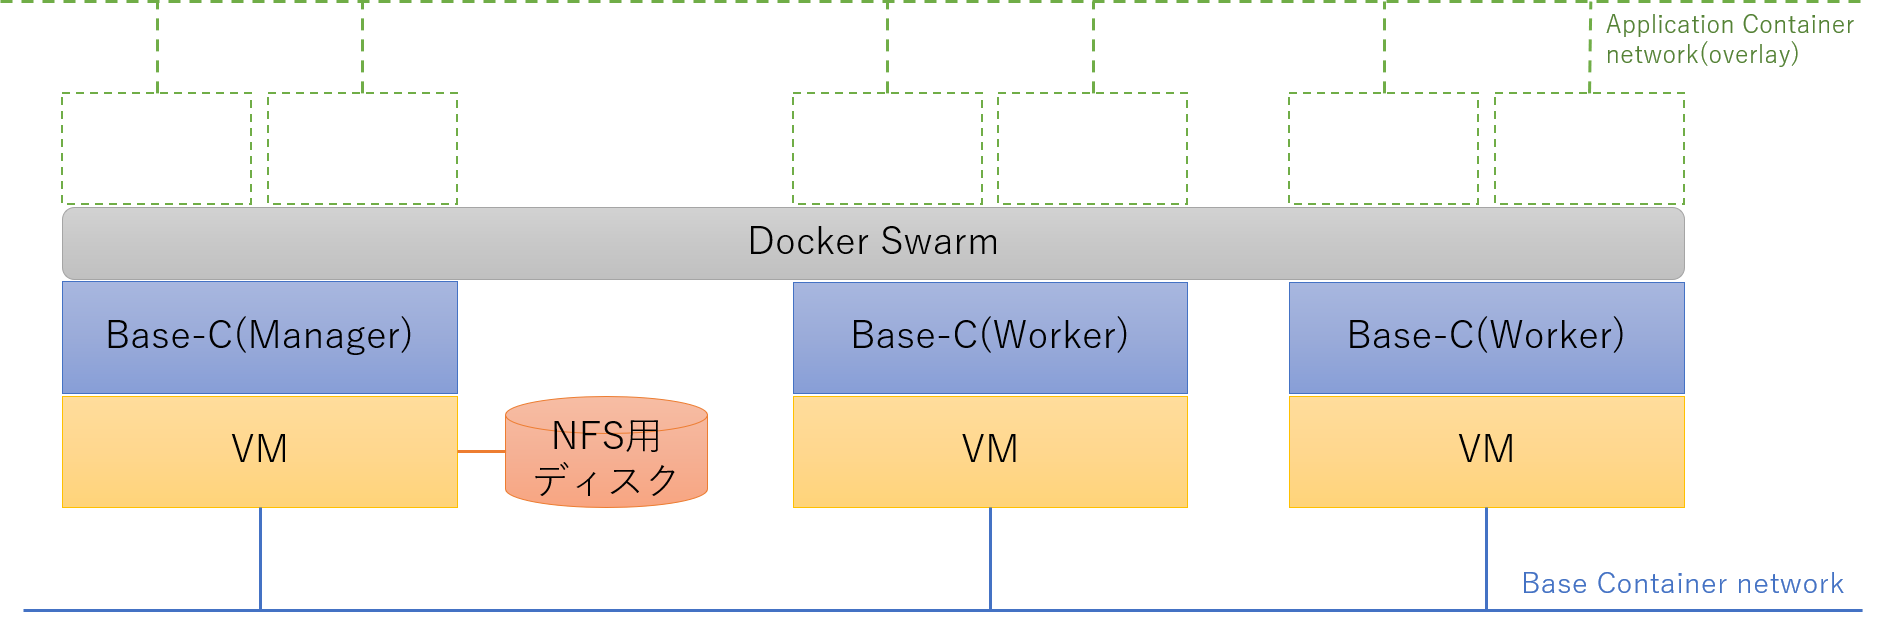 Application Container
network(overlay)
Docker Swarm
Base-C(Manager)
Base-C(Worker)
Base-C(Worker)
VM
NFS用
ディスク
VM
VM
Base Container network